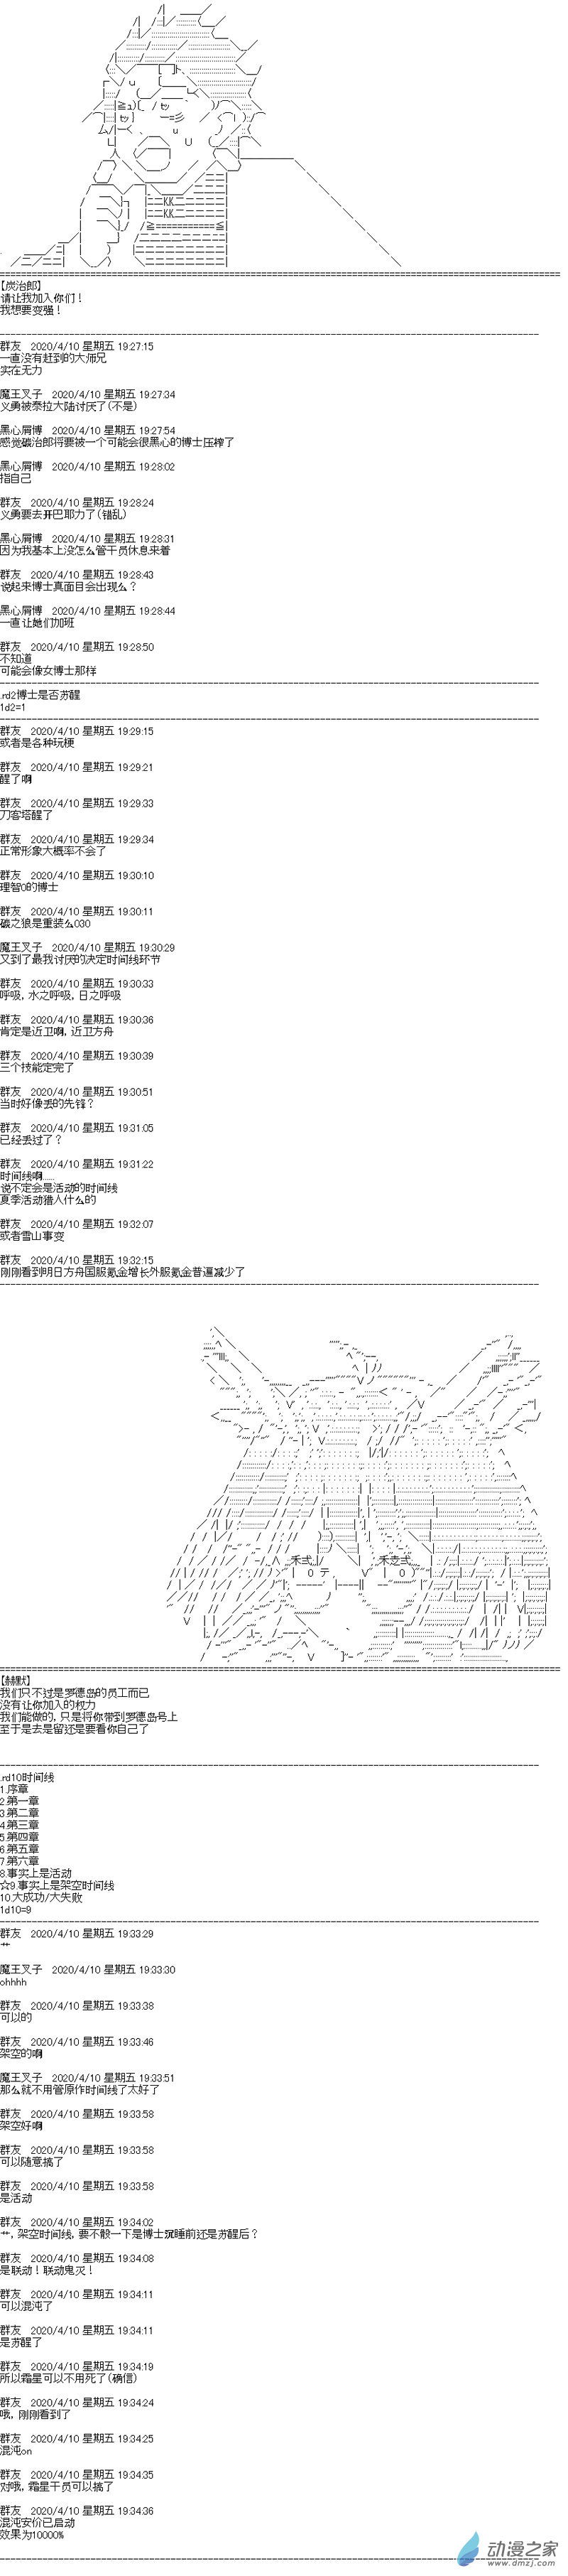 【炭治郎】
请让我加入你们！
我想要变强！
群友　2020/4/10 星期五 19:27:15
一直没有赶到的大师兄
实在无力
魔王叉子　2020/4/10 星期五 19:27:34
义勇被泰拉大陆讨厌了(不是)
黑心屑博　2020/4/10 星期五 19:27:54
感觉碳治郎将要被一个可能会很黑心的博士压榨了
黑心屑博　2020/4/10 星期五 19:28:02
指自己
群友　2020/4/10 星期五 19:28:24
义勇要去开巴耶力了(错乱)
黑心屑博　2020/4/10 星期五 19:28:31
因为我基本上没怎么管干员休息来着
群友　2020/4/10 星期五 19:28:43
说起来博士真面目会出现么？
黑心屑博　2020/4/10 星期五 19:28:44
一直让她们加班
群友　2020/4/10 星期五 19:28:50
不知道
可能会像女博士那样
.rd2博士是否苏醒
1d2=1
群友　2020/4/10 星期五 19:29:15
或者是各种玩梗
群友　2020/4/10 星期五 19:29:21
醒了啊
群友　2020/4/10 星期五 19:29:33
刀客塔醒了
群友　2020/4/10 星期五 19:29:34
正常形象大概率不会了
群友　2020/4/10 星期五 19:30:10
理智0的博士
群友　2020/4/10 星期五 19:30:11
碳之狼是重装么030
魔王叉子　2020/4/10 星期五 19:30:29
又到了最我讨厌的决定时间线环节
群友　2020/4/10 星期五 19:30:33
呼吸, 水之呼吸, 日之呼吸
群友　2020/4/10 星期五 19:30:36
肯定是近卫啊, 近卫方舟
群友　2020/4/10 星期五 19:30:39
三个技能定完了
群友　2020/4/10 星期五 19:30:51
当时好像丢的先锋？
群友　2020/4/10 星期五 19:31:05
已经丢过了？
群友　2020/4/10 星期五 19:31:22
时间线啊……
说不定会是活动的时间线
夏季活动猎人什么的
群友　2020/4/10 星期五 19:32:07
或者雪山事变
群友　2020/4/10 星期五 19:32:15
刚刚看到明日方舟国服氪金增长外服氪金普遍减少了
【赫默】
我们只不过是罗德岛的员工而已
没有让你加入的权力
我们能做的, 只是将你带到罗德岛号上
至于是去是留还是要看你自己了
.rd10时间线
1.序章
2.第一章
3.第二章
4.第三章
5.第四章
6.第五章
7.第六章
8.事实上是活动
☆9.事实上是架空时间线
10.大成功/大失败
1d10=9
群友　2020/4/10 星期五 19:33:29
艹
魔王叉子　2020/4/10 星期五 19:33:30
ohhhh
群友　2020/4/10 星期五 19:33:38
可以的
群友　2020/4/10 星期五 19:33:46
架空的啊
魔王叉子　2020/4/10 星期五 19:33:51
那么就不用管原作时间线了太好了
群友　2020/4/10 星期五 19:33:58
架空好啊
群友　2020/4/10 星期五 19:33:58
可以随意搞了
群友　2020/4/10 星期五 19:33:58
是活动
群友　2020/4/10 星期五 19:34:02
艹, 架空时间线, 要不骰一下是博士沉睡前还是苏醒后？
群友　2020/4/10 星期五 19:34:08
是联动！联动鬼灭！
群友　2020/4/10 星期五 19:34:11
可以混沌了
群友　2020/4/10 星期五 19:34:11
是苏醒了
群友　2020/4/10 星期五 19:34:19
所以霜星可以不用死了(确信)
群友　2020/4/10 星期五 19:34:24
哦, 刚刚看到了
群友　2020/4/10 星期五 19:34:25
混沌on
群友　2020/4/10 星期五 19:34:35
对哦, 霜星干员可以搞了
群友　2020/4/10 星期五 19:34:36
混沌安价已启动
效果为10000%
动漫之家
www.dmzj.com